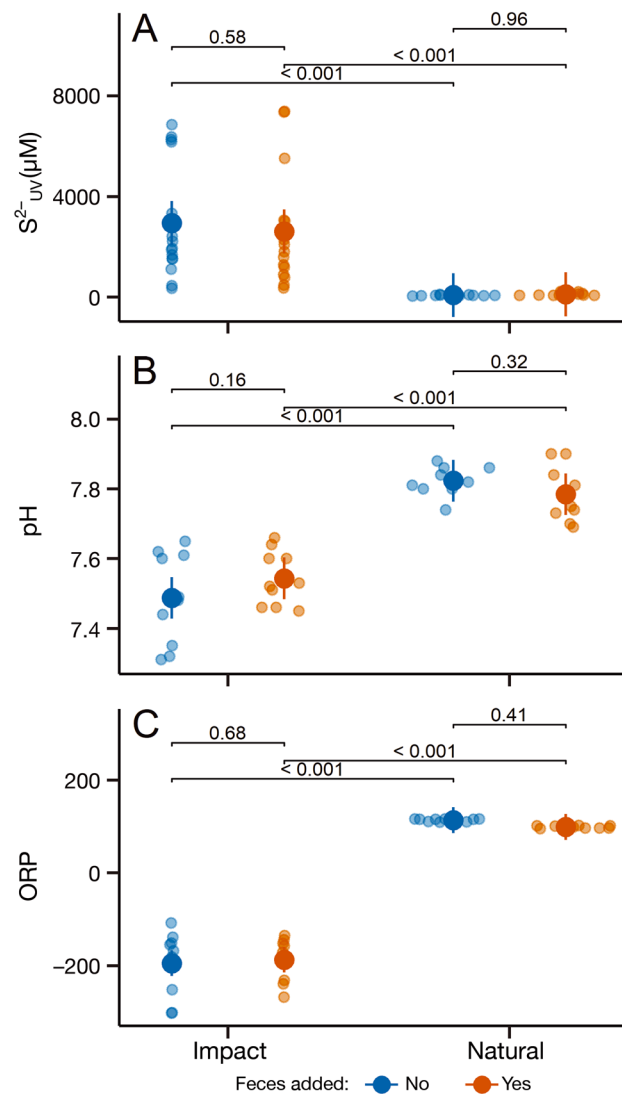 A
0.96
0.58
< 0.001
< 0.001
8000
4000
0
S²⁻UV(μM)
B
0.32
0.16
< 0.001
< 0.001
8.0
7.8
7.6
7.4
pH
C
0.41
0.68
< 0.001
< 0.001
200
0
−200
ORP
Impact Natural
Feces added: No Yes